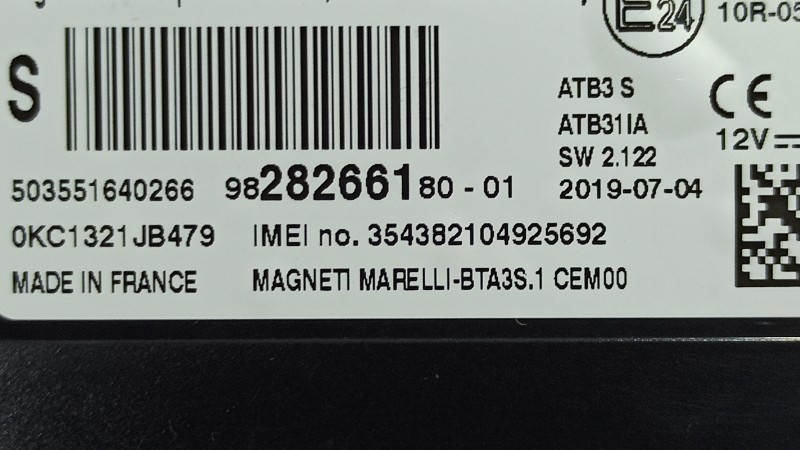 E24
10R-05
S
ATB3 S
ATB31IA
12V
SW 2.122
503551640266 9828266180-01 2019-07-04
0KC1321JB479 IMEI no. 354382104925692
MADE IN FRANCE MAGNETI MARELLI-BTA3S.1 CEM00